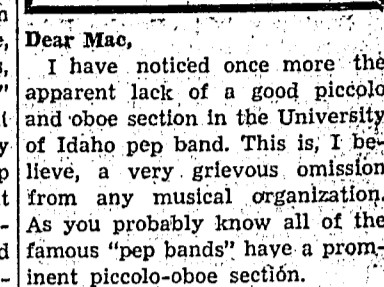 Dear Mac,
I have noticed once more the
apparent lack of a good piccolo
and oboe section in the University
of Idaho pep band. This is, I be-
lieve, a very grievous omission
from any musical organization.
As you probably know all of the
famous "pep bands" have a prom-
inent piccolo-oboe section.